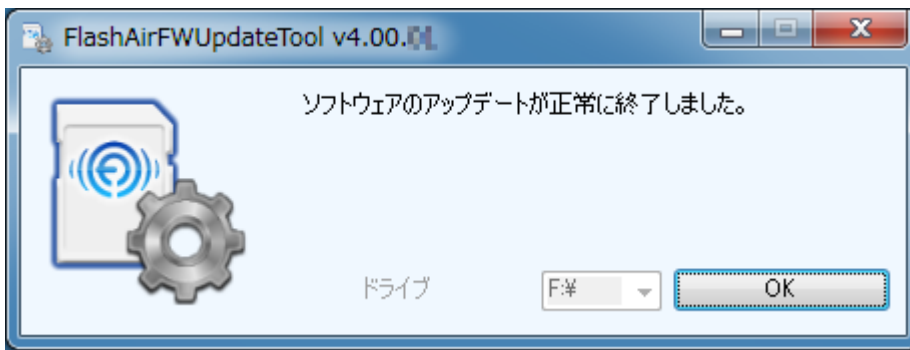 FlashAirFWUpdateTool v4.00.
ソフトウェアのアップデートが正常に終了しました。
ドライブ
F:¥
OK